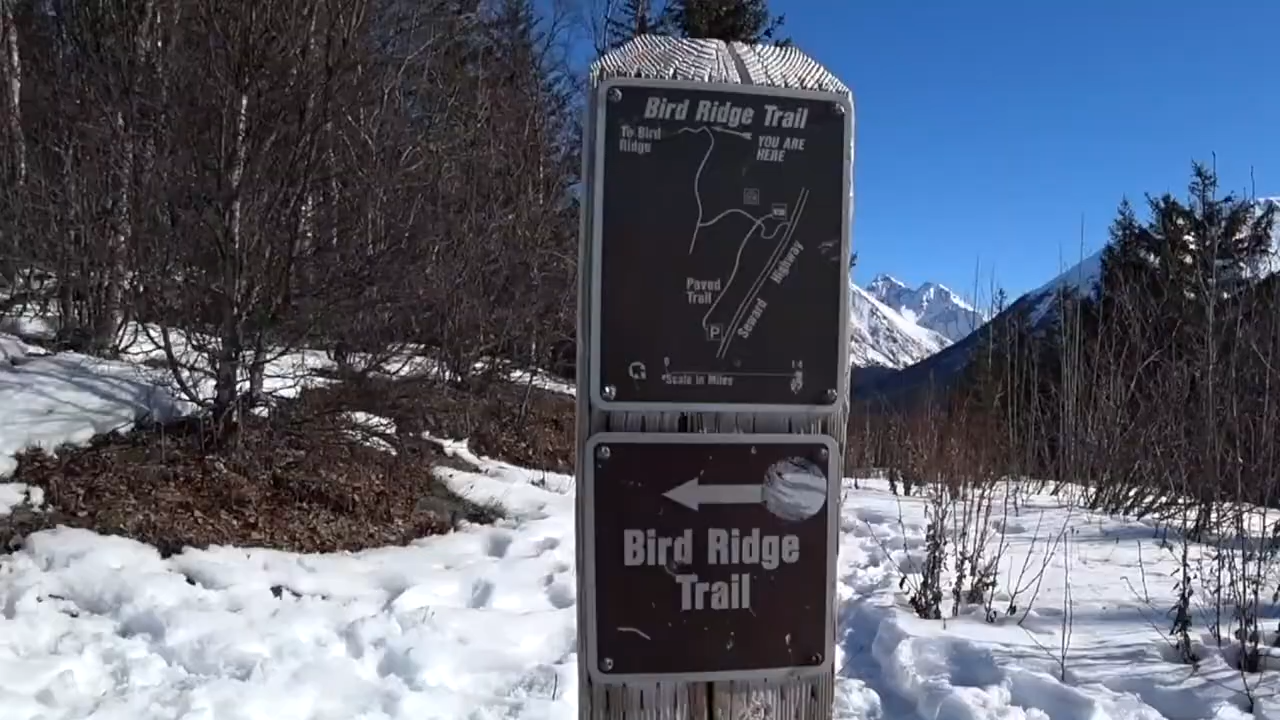 Bird Ridge Trail
To Bird
Ridge
YOU ARE
HERE
Paved
Trail
Seward Highway
P
0
Scale in Miles
Bird Ridge
Trail